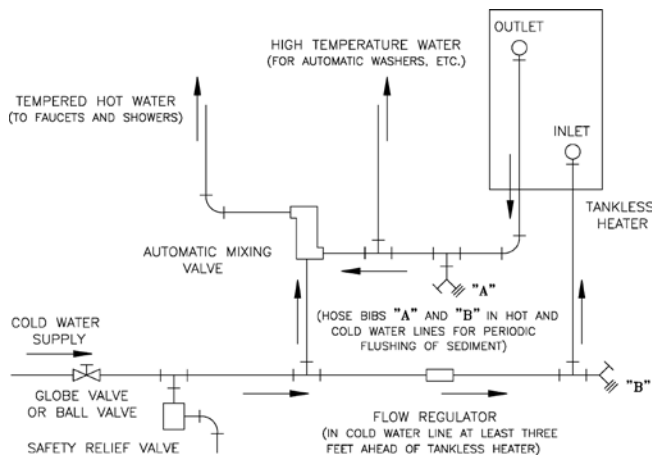 OUTLET
HIGH TEMPERATURE WATER
(FOR AUTOMATIC WASHERS, ETC.)
TEMPERED HOT WATER
(TO FAUCETS AND SHOWERS)
INLET
TANKLESS
HEATER
AUTOMATIC MIXING
VALVE
"A"
(HOSE BIBS "A" AND "B" IN HOT AND
COLD WATER LINES FOR PERIODIC
FLUSHING OF SEDIMENT)
COLD WATER
SUPPLY
"B"
GLOBE VALVE
OR BALL VALVE
FLOW REGULATOR
(IN COLD WATER LINE AT LEAST THREE
FEET AHEAD OF TANKLESS HEATER)
SAFETY RELIEF VALVE